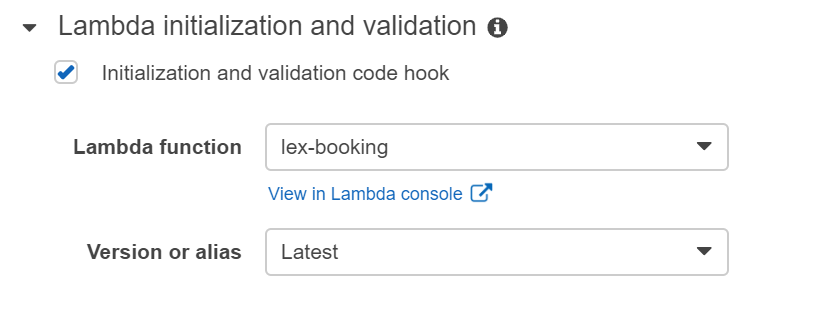 Lambda initialization and validation
Initialization and validation code hook
Lambda function lex-booking
View in Lambda console
Version or alias Latest